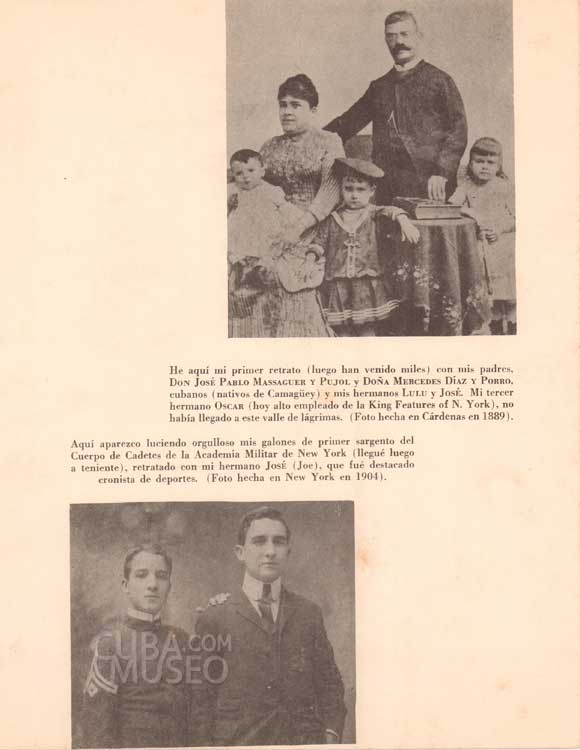 He aquí mi primer retrato (luego han venido miles) con mis padres,
DON JOSÉ PABLO MASSAGUER Y PUJOL y DOÑA MERCEDES DÍAZ Y PORRO,
cubanos (nativos de Camagüey) y mis hermanos LULU y JOSÉ. Mi tercer
hermano OSCAR (hoy alto empleado de la King Features of N. York), no
había llegado a este valle de lágrimas. (Foto hecha en Cárdenas en 1889).
Aquí aparezco luciendo orgulloso mis galones de primer sargento del
Cuerpo de Cadetes de la Academia Militar de New York (llegué luego
a teniente), retratado con mi hermano JOSÉ (Joe), que fué destacado
cronista de deportes. (Foto hecha en New York en 1904).
CUBA.COM
MUSEO